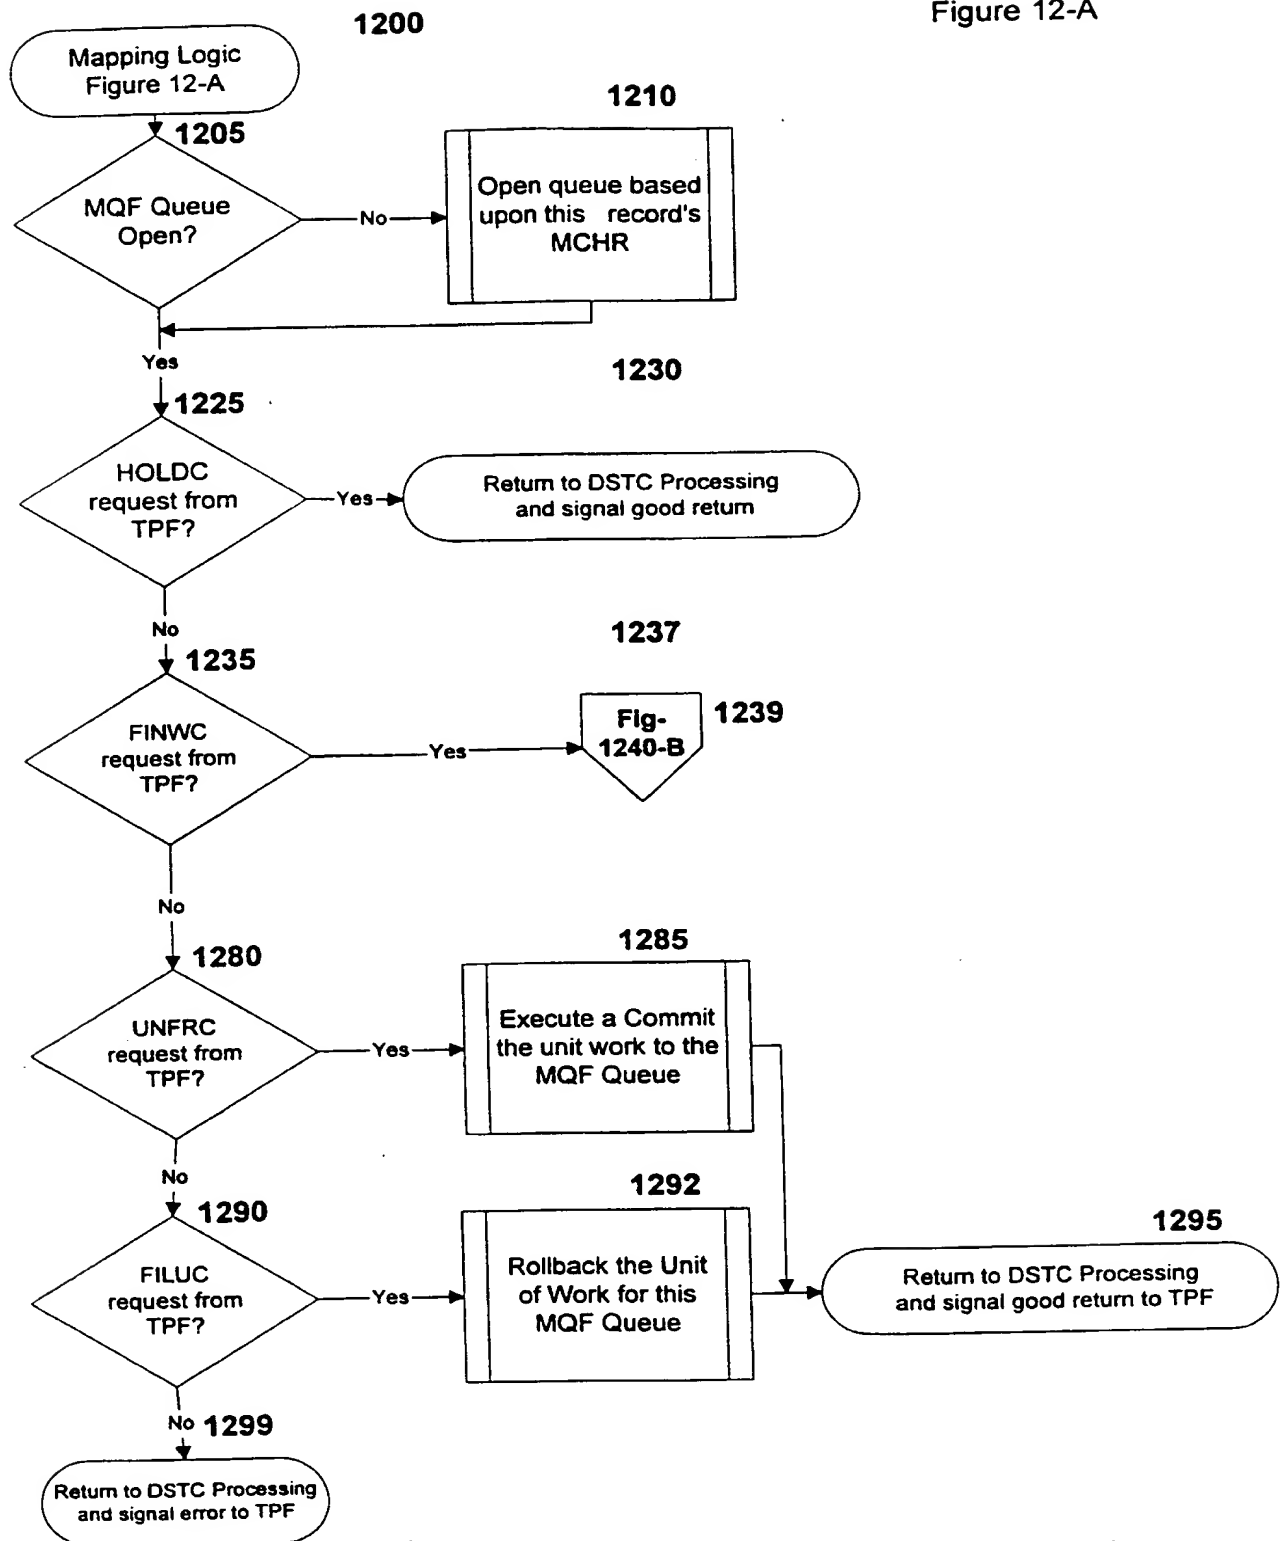 Figure 12-A
1200
Mapping Logic
Figure 12-A
1205
1210
MQF Queue
Open?
No
Open queue based
upon this record's
MCHR
Yes
1225
1230
HOLDC
request from
TPF?
Yes
Return to DSTC Processing
and signal good return
No
1235
1237
FINWC
request from
TPF?
Yes
Fig-
1240-B
1239
No
1280
1285
UNFRC
request from
TPF?
Yes
Execute a Commit
the unit work to the
MQF Queue
No
1290
1292
FILUC
request from
TPF?
Yes
Rollback the Unit
of Work for this
MQF Queue
1295
Return to DSTC Processing
and signal good return to TPF
No
1299
Return to DSTC Processing
and signal error to TPF